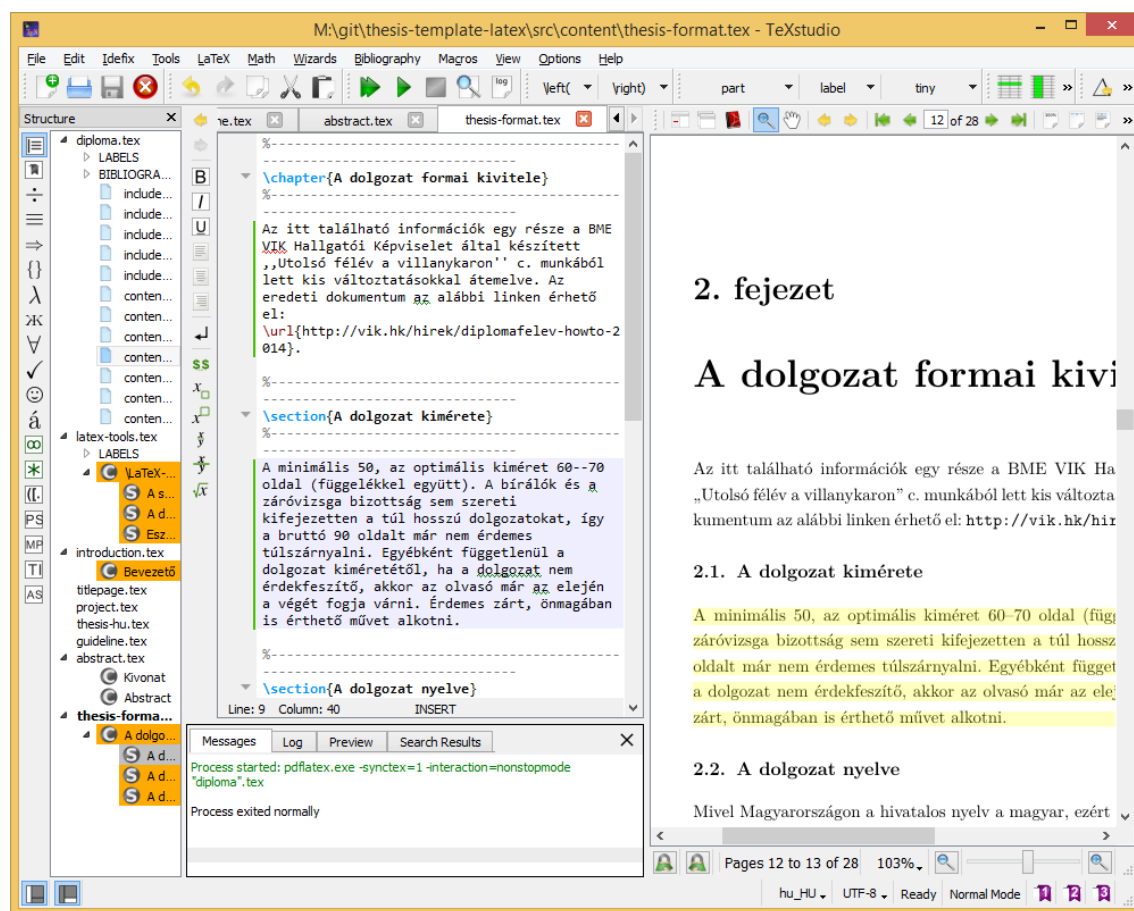 M:\git\thesis-template-latex\src\content\thesis-format.tex - TeXstudio
File Edit Idefix Tools LaTeX Math Wizards Bibliography Macros View Options Help
log \left( \right) part label tiny
Structure
ne.tex abstract.tex thesis-format.tex
12 of 28
diploma.tex
LABELS
BIBLIOGRA...
include...
include...
include...
include...
include...
conten...
conten...
conten...
conten...
conten...
conten...
conten...
latex-tools.tex
LABELS
\LaTeX-...
A s...
A d...
Esz...
introduction.tex
Bevezető
titlepage.tex
project.tex
thesis-hu.tex
guideline.tex
abstract.tex
Kivonat
Abstract
thesis-forma...
A dolgo...
A d...
A d...
A d...
%----------------------------------------------
---------------------------------
\chapter{A dolgozat formai kivitele}
%----------------------------------------------
---------------------------------
Az itt található információk egy része a BME
VIK Hallgatói Képviselet által készített
,,Utolsó félév a villanykaron'' c. munkából
lett kis változtatásokkal átemelve. Az
eredeti dokumentum az alábbi linken érhető
el:
\url{http://vik.hk/hirek/diplomafelev-howto-2
014}.
%----------------------------------------------
---------------------------------
\section{A dolgozat kimérete}
%----------------------------------------------
---------------------------------
A minimális 50, az optimális kiméret 60--70
oldal (függelékkel együtt). A bírálók és a
záróvizsga bizottság sem szereti
kifejezetten a túl hosszú dolgozatokat, így
a bruttó 90 oldalt már nem érdemes
túlszárnyalni. Egyébként függetlenül a
dolgozat kiméretétől, ha a dolgozat nem
érdekfeszítő, akkor az olvasó már az elején
a végét fogja várni. Érdemes zárt, önmagában
is érthető művet alkotni.
%----------------------------------------------
---------------------------------
\section{A dolgozat nyelve}
Line: 9 Column: 40 INSERT
Messages Log Preview Search Results
Process started: pdflatex.exe -synctex=1 -interaction=nonstopmode
"diploma".tex
Process exited normally
2. fejezet
A dolgozat formai kivi
Az itt található információk egy része a BME VIK Ha
„Utolsó félév a villanykaron” c. munkából lett kis változta
kumentum az alábbi linken érhető el: http://vik.hk/hir
2.1. A dolgozat kimérete
A minimális 50, az optimális kiméret 60–70 oldal (függ
záróvizsga bizottság sem szereti kifejezetten a túl hossz
oldalt már nem érdemes túlszárnyalni. Egyébként függet
a dolgozat nem érdekfeszítő, akkor az olvasó már az elej
zárt, önmagában is érthető művet alkotni.
2.2. A dolgozat nyelve
Mivel Magyarországon a hivatalos nyelv a magyar, ezért
Pages 12 to 13 of 28 103%
hu_HU UTF-8 Ready Normal Mode 1 2 3
B
I
U
$$
á
PS
MP
TI
AS